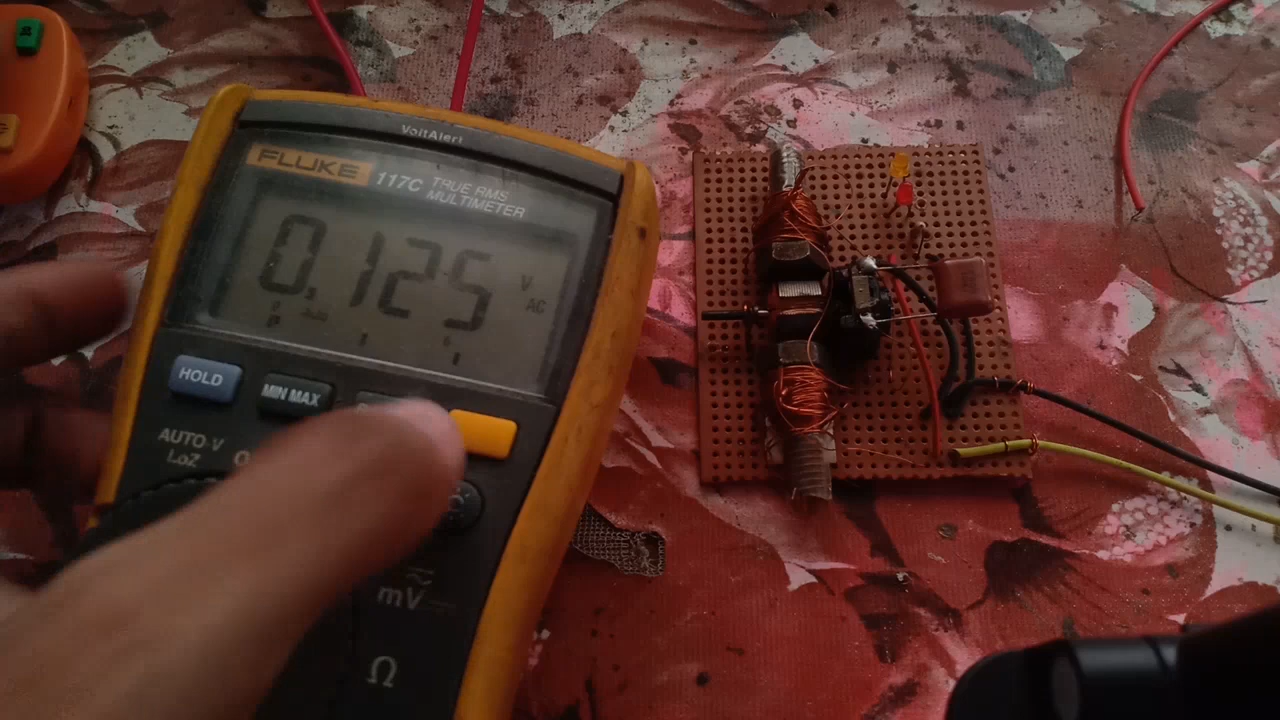 VoltAlert
FLUKE 117C TRUE RMS
MULTIMETER
0.125 V
AC
HOLD
MIN MAX
AUTO-V
LoZ
mV
Ω